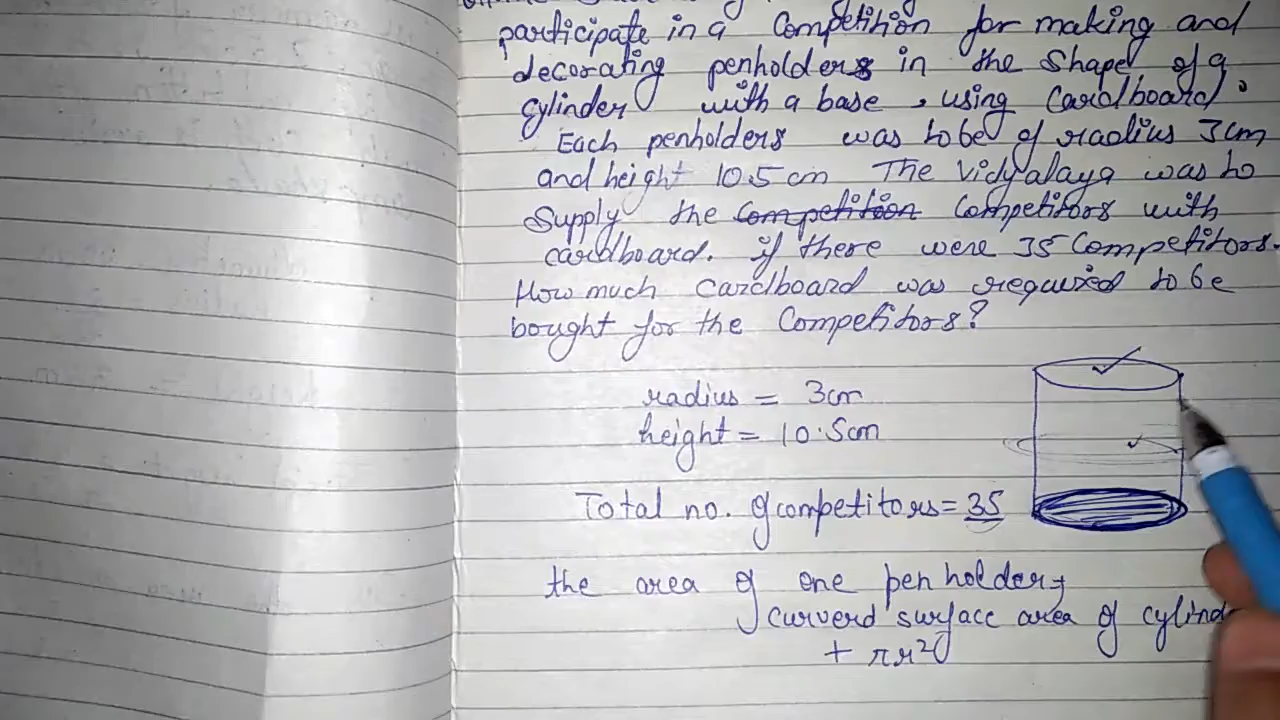 participate in a Competition for making and
decorating penholders in the Shape of a
cylinder with a base, using Cardboard.
Each penholders was to be of radius 3cm
and height 10.5 cm The Vidyalaya was to
Supply the competition Competitors with
cardboard. if there were 35 Competitors.
How much Cardboard was required to be
bought for the Competitors?
radius = 3cm
height = 10.5cm
Total no. of competitors = 35
the area of one penholder
curverd surface area of
+ πr²